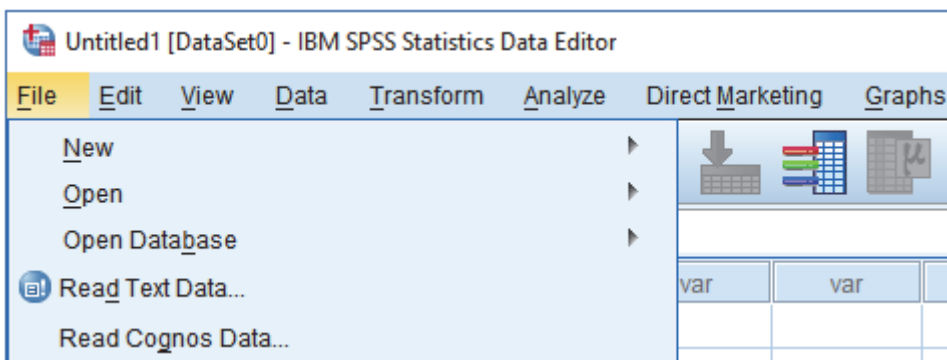 Untitled1 [DataSet0] - IBM SPSS Statistics Data Editor
File Edit View Data Transform Analyze Direct Marketing Graphs
New
Open
Open Database
Read Text Data...
var var
Read Cognos Data...